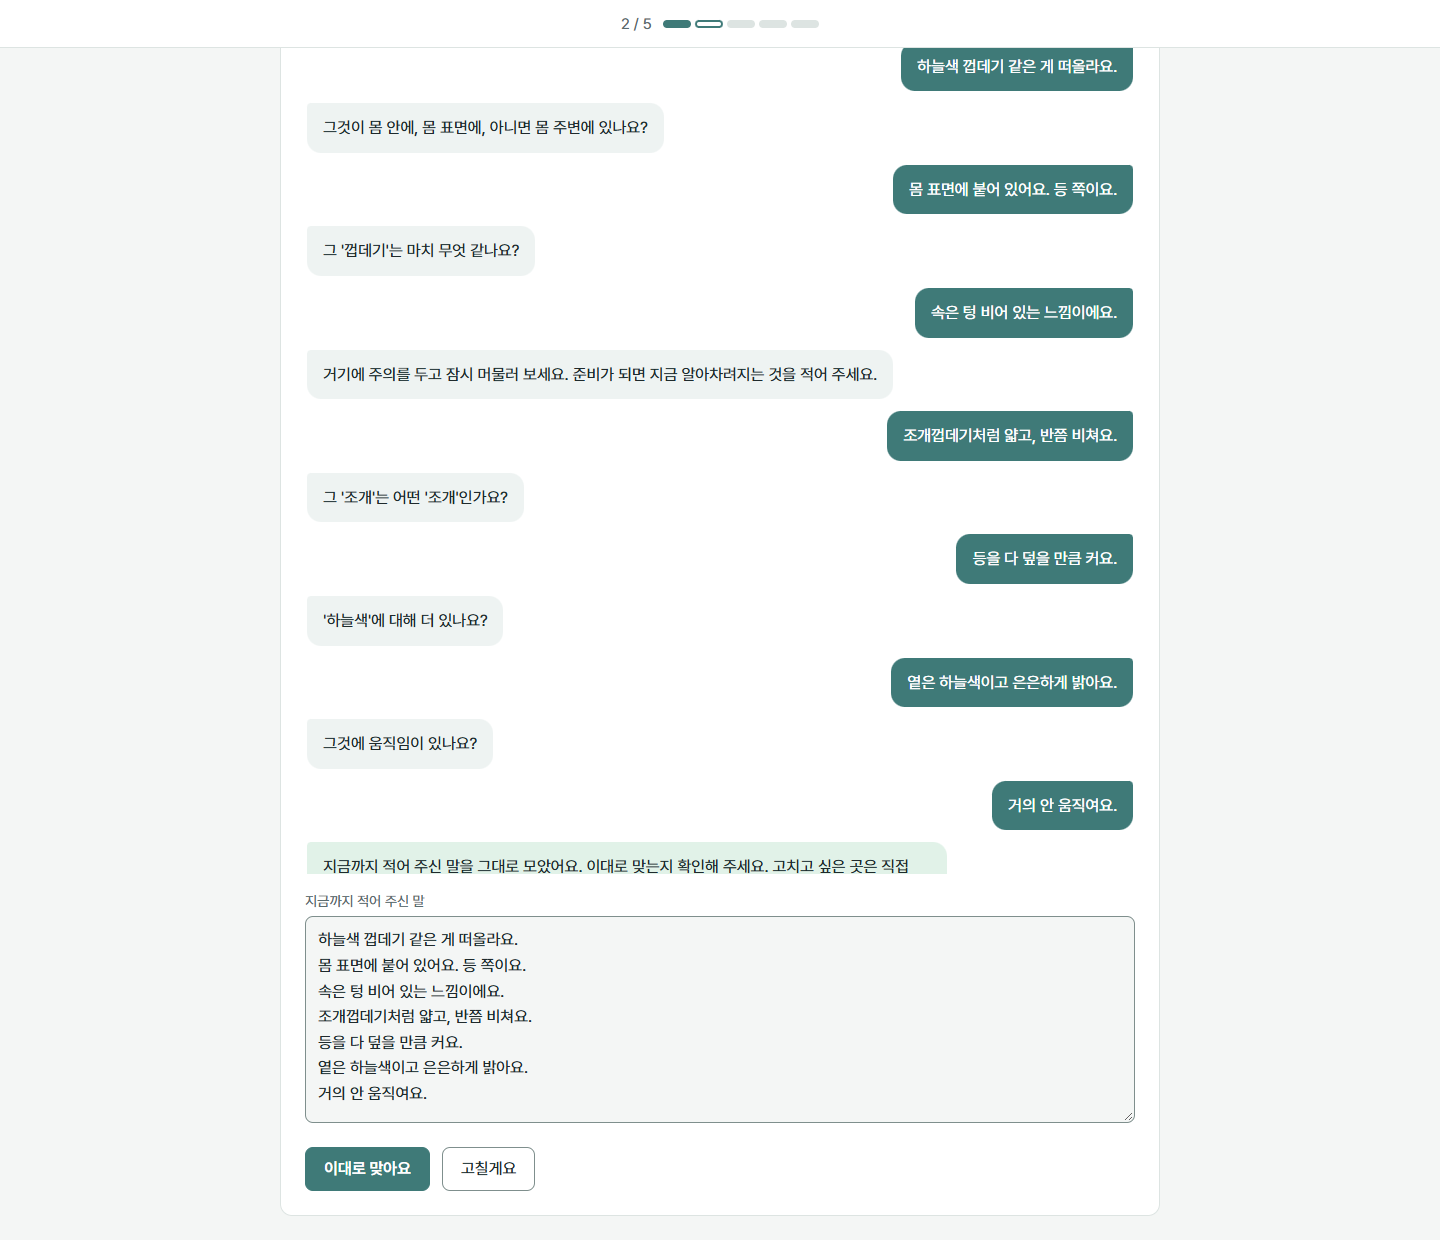 2 / 5
하늘색 껍데기 같은 게 떠올라요.
그것이 몸 안에, 몸 표면에, 아니면 몸 주변에 있나요?
몸 표면에 붙어 있어요. 등 쪽이요.
그 '껍데기'는 마치 무엇 같나요?
속은 텅 비어 있는 느낌이에요.
거기에 주의를 두고 잠시 머물러 보세요. 준비가 되면 지금 알아차려지는 것을 적어 주세요.
조개껍데기처럼 얇고, 반쯤 비쳐요.
그 '조개'는 어떤 '조개'인가요?
등을 다 덮을 만큼 커요.
'하늘색'에 대해 더 있나요?
옅은 하늘색이고 은은하게 밝아요.
그것에 움직임이 있나요?
거의 안 움직여요.
지금까지 적어 주신 말을 그대로 모았어요. 이대로 맞는지 확인해 주세요. 고치고 싶은 곳은 직접
지금까지 적어 주신 말
하늘색 껍데기 같은 게 떠올라요.
몸 표면에 붙어 있어요. 등 쪽이요.
속은 텅 비어 있는 느낌이에요.
조개껍데기처럼 얇고, 반쯤 비쳐요.
등을 다 덮을 만큼 커요.
옅은 하늘색이고 은은하게 밝아요.
거의 안 움직여요.
이대로 맞아요
고칠게요